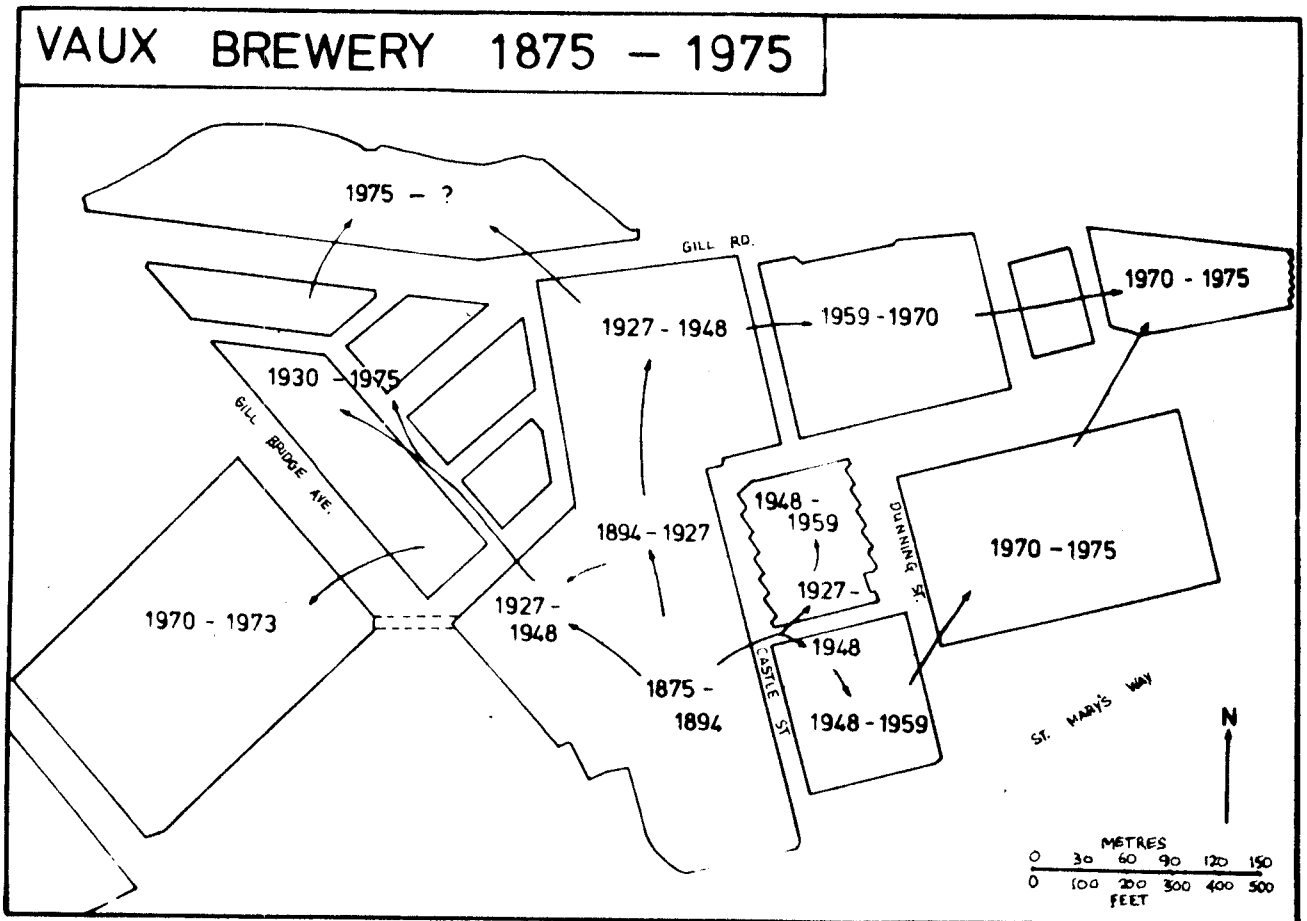 VAUX BREWERY 1875 - 1975
1975 - ?
GILL RD.
1970 - 1975
1927 - 1948
1959 - 1970
1930 - 1975
GILL BRIDGE AVE.
1948 -
1959
DUNNING ST.
1894 - 1927
1970 - 1975
1927 -
1948
1927 -
1948
1970 - 1973
CASTLE ST
1875 -
1894
1948 - 1959
ST. MARY'S WAY
N
METRES
0 30 60 90 120 150
0 100 200 300 400 500
FEET